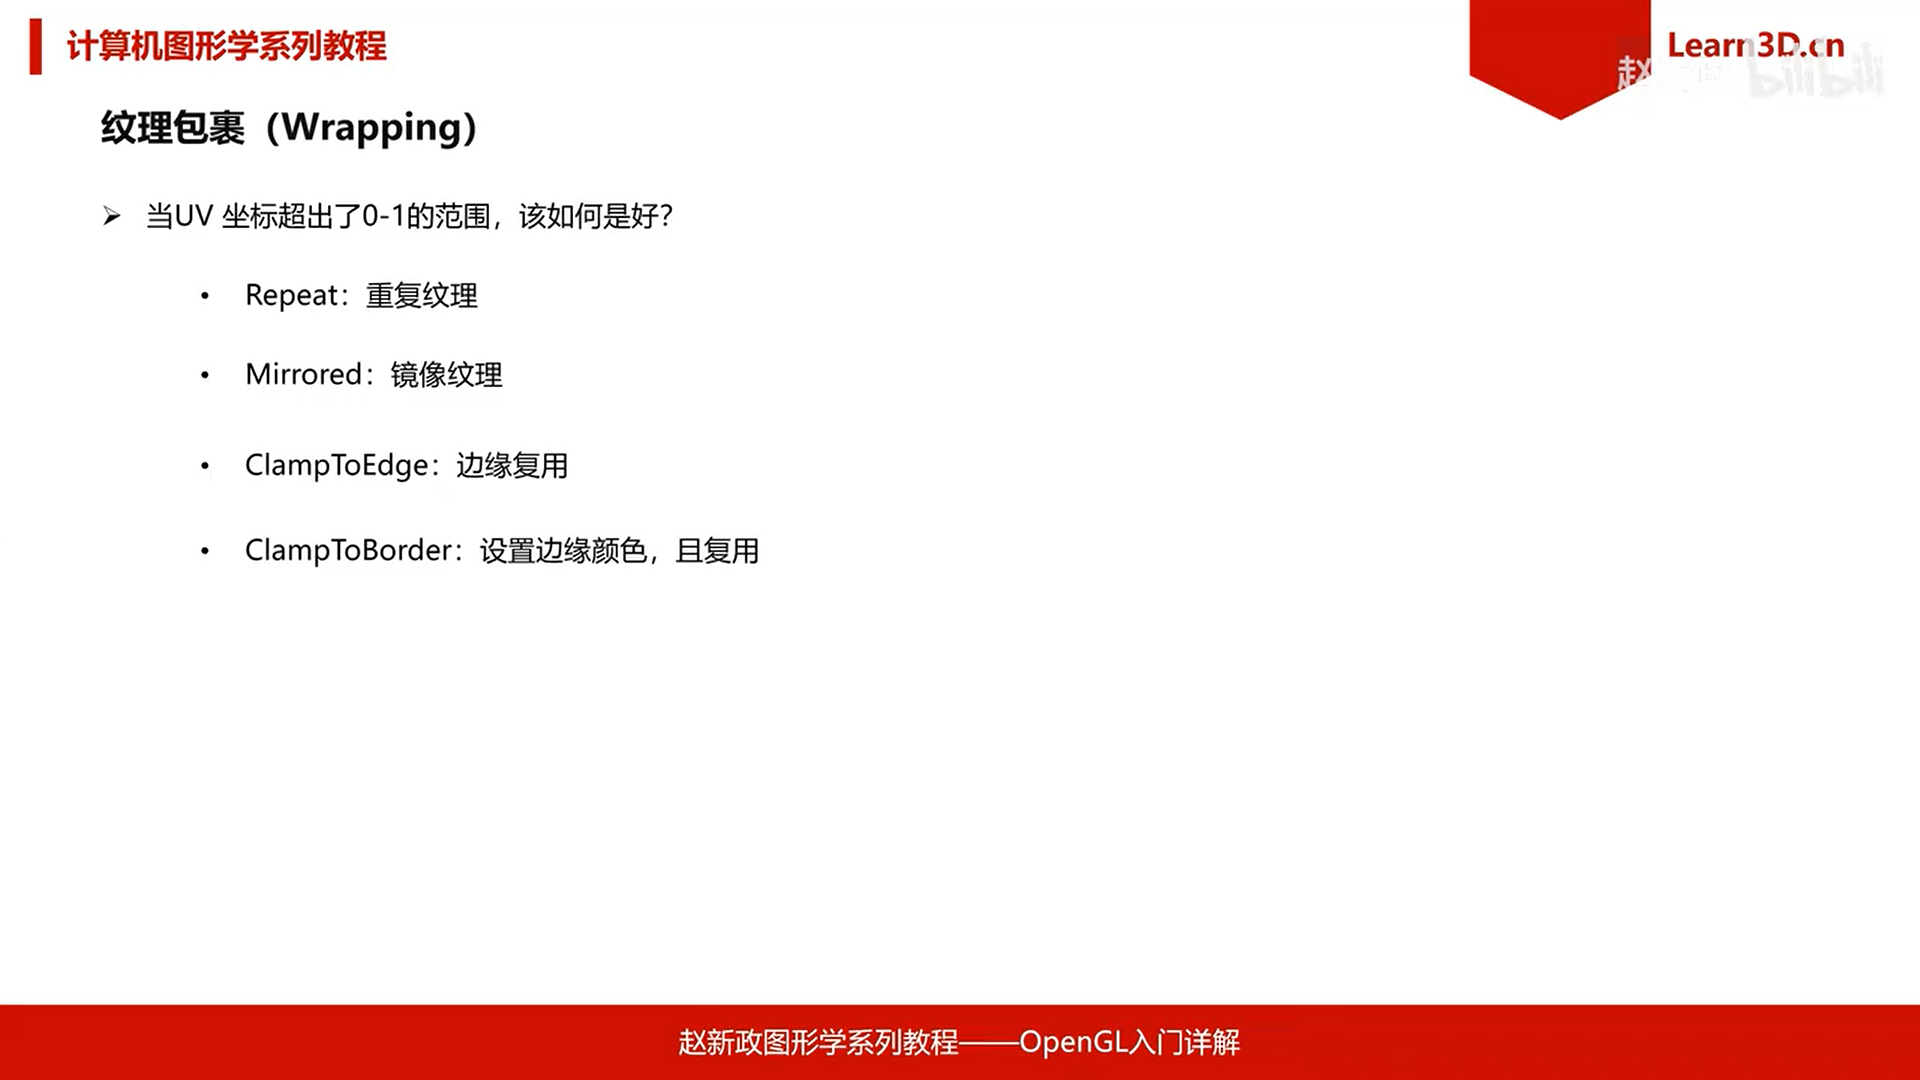 计算机图形学系列教程
Learn3D.cn
bilibili
纹理包裹（Wrapping）
➢ 当UV 坐标超出了0-1的范围，该如何是好？
• Repeat：重复纹理
• Mirrored：镜像纹理
• ClampToEdge：边缘复用
• ClampToBorder：设置边缘颜色，且复用
赵新政图形学系列教程——OpenGL入门详解